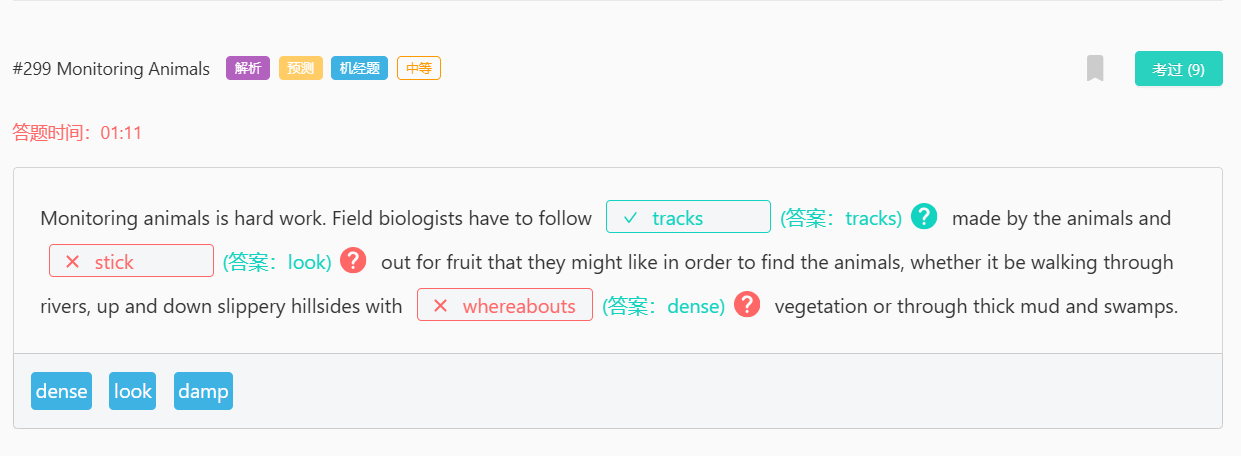 #299 Monitoring Animals 解析 预测 机经题 中等 考过 (9)
答题时间：01:11
Monitoring animals is hard work. Field biologists have to follow tracks (答案：tracks) ? made by the animals and
stick (答案：look) ? out for fruit that they might like in order to find the animals, whether it be walking through
rivers, up and down slippery hillsides with whereabouts (答案：dense) ? vegetation or through thick mud and swamps.
dense look damp